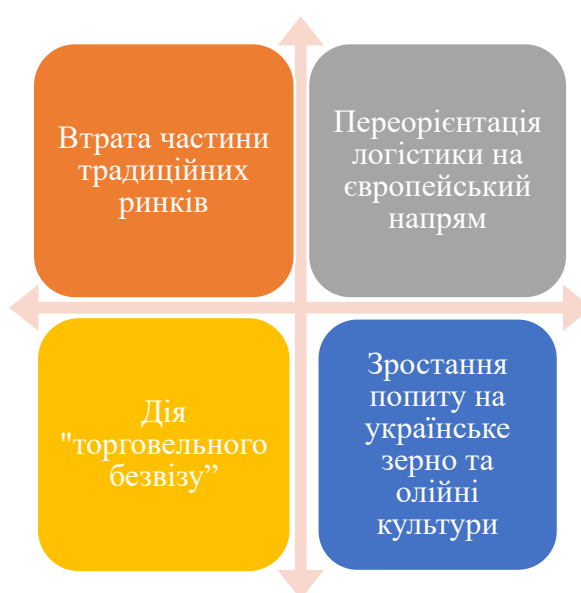 Втрата частини
традиційних
ринків
Переорієнтація
логістики на
європейський
напрям
Дія
"торговельного
безвізу”
Зростання
попиту на
українське
зерно та
олійні
культури